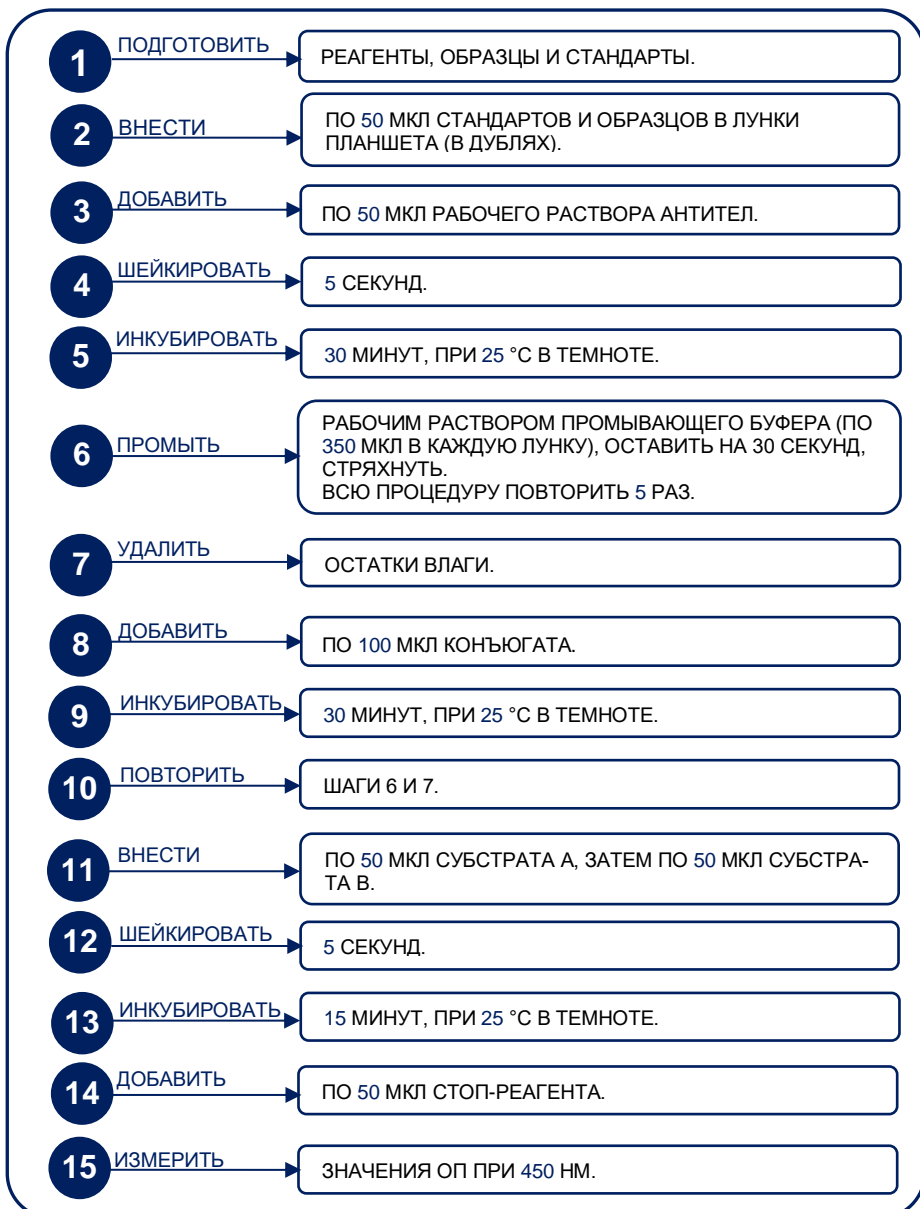 1 ПОДГОТОВИТЬ РЕАГЕНТЫ, ОБРАЗЦЫ И СТАНДАРТЫ.
2 ВНЕСТИ ПО 50 МКЛ СТАНДАРТОВ И ОБРАЗЦОВ В ЛУНКИ
ПЛАНШЕТА (В ДУБЛЯХ).
3 ДОБАВИТЬ ПО 50 МКЛ РАБОЧЕГО РАСТВОРА АНТИТЕЛ.
4 ШЕЙКИРОВАТЬ 5 СЕКУНД.
5 ИНКУБИРОВАТЬ 30 МИНУТ, ПРИ 25 °С В ТЕМНОТЕ.
6 ПРОМЫТЬ РАБОЧИМ РАСТВОРОМ ПРОМЫВАЮЩЕГО БУФЕРА (ПО
350 МКЛ В КАЖДУЮ ЛУНКУ), ОСТАВИТЬ НА 30 СЕКУНД,
СТРЯХНУТЬ.
ВСЮ ПРОЦЕДУРУ ПОВТОРИТЬ 5 РАЗ.
7 УДАЛИТЬ ОСТАТКИ ВЛАГИ.
8 ДОБАВИТЬ ПО 100 МКЛ КОНЪЮГАТА.
9 ИНКУБИРОВАТЬ 30 МИНУТ, ПРИ 25 °С В ТЕМНОТЕ.
10 ПОВТОРИТЬ ШАГИ 6 И 7.
11 ВНЕСТИ ПО 50 МКЛ СУБСТРАТА А, ЗАТЕМ ПО 50 МКЛ СУБСТРА-
ТА В.
12 ШЕЙКИРОВАТЬ 5 СЕКУНД.
13 ИНКУБИРОВАТЬ 15 МИНУТ, ПРИ 25 °С В ТЕМНОТЕ.
14 ДОБАВИТЬ ПО 50 МКЛ СТОП-РЕАГЕНТА.
15 ИЗМЕРИТЬ ЗНАЧЕНИЯ ОП ПРИ 450 НМ.